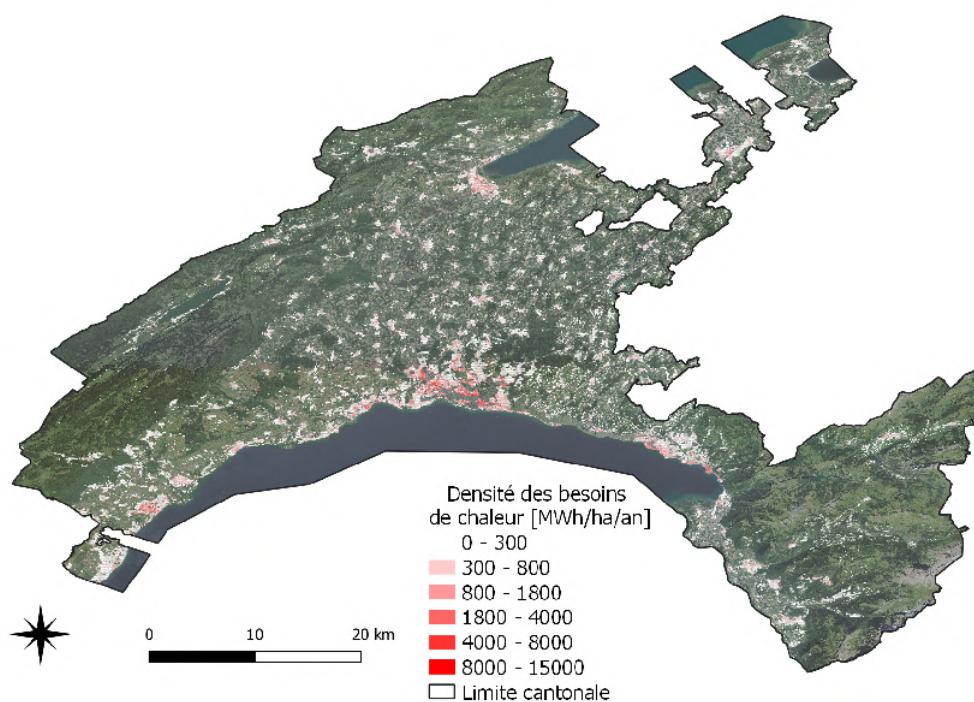 Densité des besoins
de chaleur [MWh/ha/an]
0 - 300
300 - 800
800 - 1800
1800 - 4000
4000 - 8000
8000 - 15000
Limite cantonale
0 10 20 km